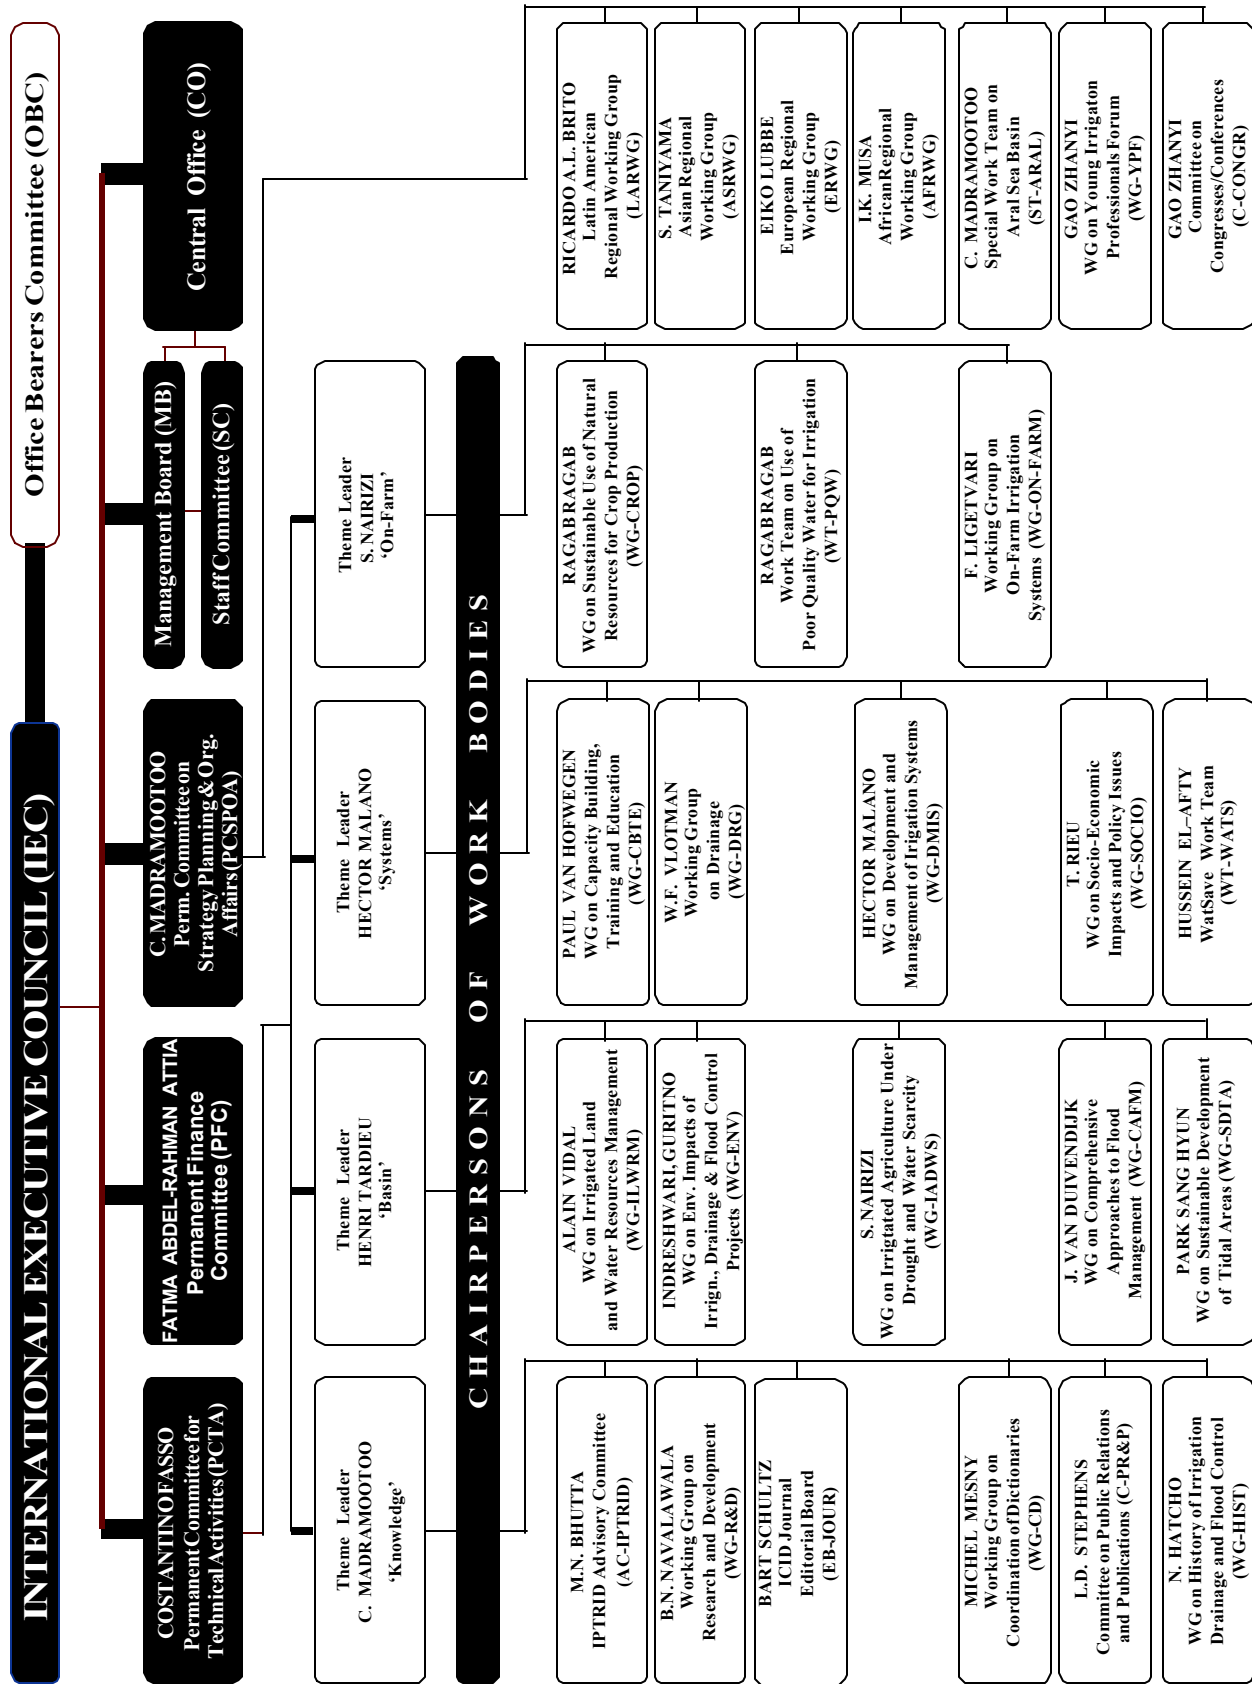 INTERNATIONAL EXECUTIVE COUNCIL (IEC)
Office Bearers Committee (OBC)
COSTANTINOFASSO
Permanent Committee for
Technical Activities (PCTA)
FATMA ABDEL-RAHMAN ATTIA
Permanent Finance
Committee (PFC)
C.MADRAMOOTOO
Perm. Committee on
Strategy Planning & Org.
Affairs (PCSPOA)
Management Board (MB)
Staff Committee (SC)
Central Office (CO)
Theme Leader
C. MADRAMOOTOO
‘Knowledge’
Theme Leader
HENRI TARDIEU
‘Basin’
Theme Leader
HECTOR MALANO
‘Systems’
Theme Leader
S. NAIRIZI
‘On-Farm’
CHAIRPERSONS OF WORK BODIES
M.N. BHUTTA
IPTRID Advisory Committee
(AC-IPTRID)
B.N. NAVALAWALA
Working Group on
Research and Development
(WG-R&D)
BART SCHULTZ
ICID Journal
Editorial Board
(EB-JOUR)
MICHEL MESNY
Working Group on
Coordination of Dictionaries
(WG-CD)
L.D. STEPHENS
Committee on Public Relations
and Publications (C-PR&P)
N. HATCHO
WG on History of Irrigation
Drainage and Flood Control
(WG-HIST)
ALAIN VIDAL
WG on Irrigated Land
and Water Resources Management
(WG-ILWRM)
INDRESHWARI, GURITNO
WG on Env. Impacts of
Irrign., Drainage & Flood Control
Projects (WG-ENV)
S. NAIRIZI
WG on Irrigtated Agriculture Under
Drought and Water Scarcity
(WG-IADWS)
J. VAN DUIVENDIJK
WG on Comprehensive
Approaches to Flood
Management (WG-CAFM)
PARK SANG HYUN
WG on Sustainable Development
of Tidal Areas (WG-SDTA)
PAUL VAN HOFWEGEN
WG on Capacity Building,
Training and Education
(WG-CBTE)
W.F. VLOTMAN
Working Group
on Drainage
(WG-DRG)
HECTOR MALANO
WG on Development and
Management of Irrigation Systems
(WG-DMIS)
T. RIEU
WG on Socio-Economic
Impacts and Policy Issues
(WG-SOCIO)
HUSSEIN EL–AFTY
WatSave Work Team
(WT-WATS)
RAGABRAGAB
WG on Sustainable Use of Natural
Resources for Crop Production
(WG-CROP)
RAGABRAGAB
Work Team on Use of
Poor Quality Water for Irrigation
(WT-PQW)
F. LIGETVARI
Working Group on
On-Farm Irrigation
Systems (WG-ON-FARM)
RICARDO A.L. BRITO
Latin American
Regional Working Group
(LARWG)
S. TANIYAMA
Asian Regional
Working Group
(ASRWG)
EIKO LUBBE
European Regional
Working Group
(ERWG)
I.K. MUSA
AfricanRegional
Working Group
(AFRWG)
C. MADRAMOOTOO
Special Work Team on
Aral Sea Basin
(ST-ARAL)
GAO ZHANYI
WG on Young Irrigaton
Professionals Forum
(WG-YPF)
GAO ZHANYI
Committee on
Congresses/Conferences
(C-CONGR)